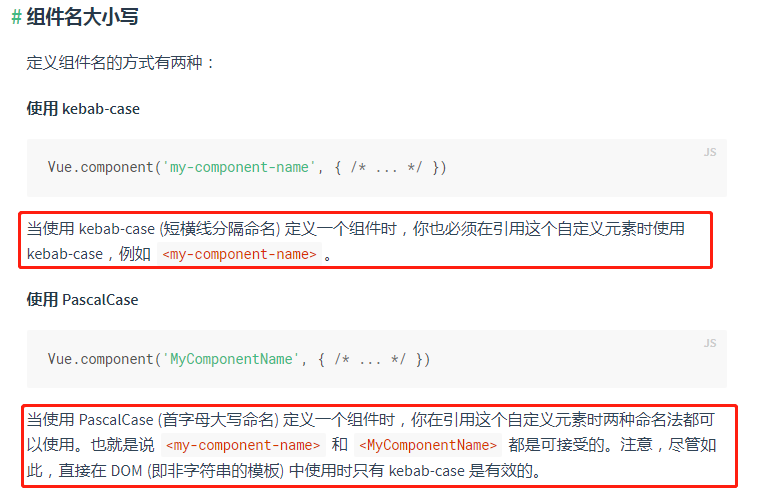 # 组件名大小写
定义组件名的方式有两种：
使用 kebab-case
JS
Vue.component('my-component-name', { /* ... */ })
当使用 kebab-case (短横线分隔命名) 定义一个组件时，你也必须在引用这个自定义元素时使用
kebab-case，例如 <my-component-name> 。
使用 PascalCase
JS
Vue.component('MyComponentName', { /* ... */ })
当使用 PascalCase (首字母大写命名) 定义一个组件时，你在引用这个自定义元素时两种命名法都可
以使用。也就是说 <my-component-name> 和 <MyComponentName> 都是可接受的。注意，尽管如
此，直接在 DOM (即非字符串的模板) 中使用时只有 kebab-case 是有效的。